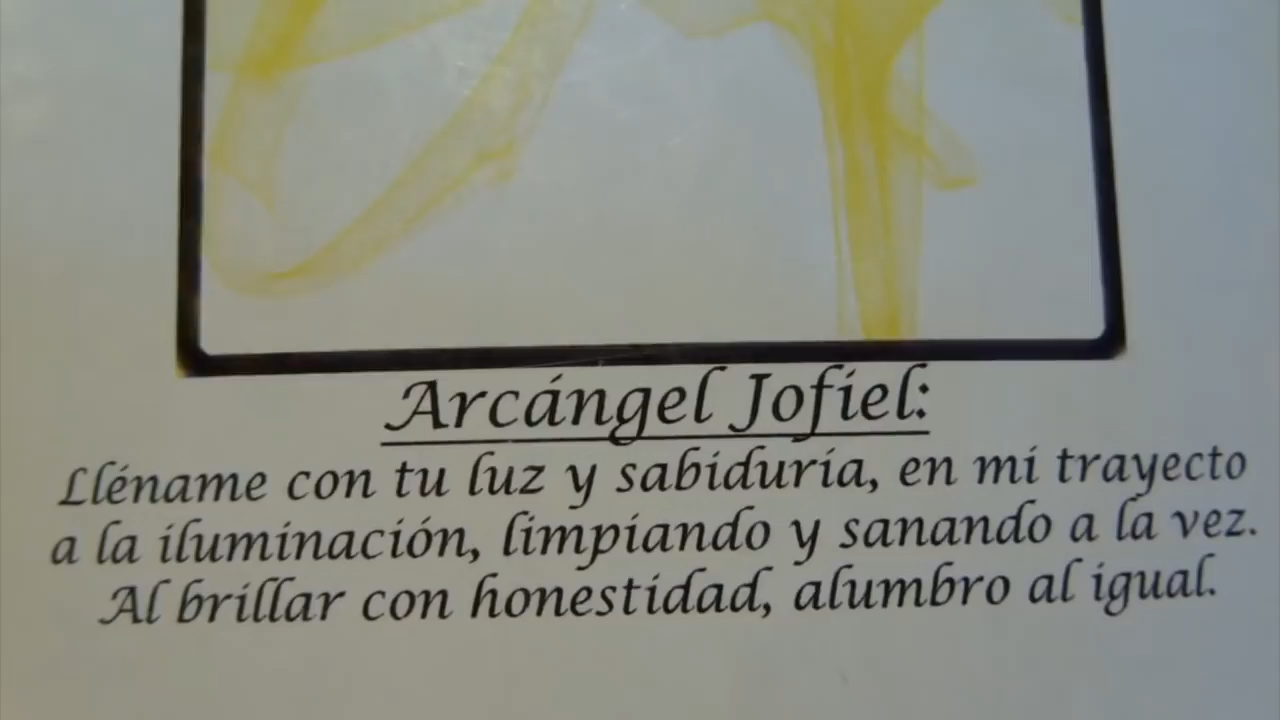 Arcángel Jofiel:
Lléname con tu luz y sabiduría, en mi trayecto
a la iluminación, limpiando y sanando a la vez.
Al brillar con honestidad, alumbro al igual.